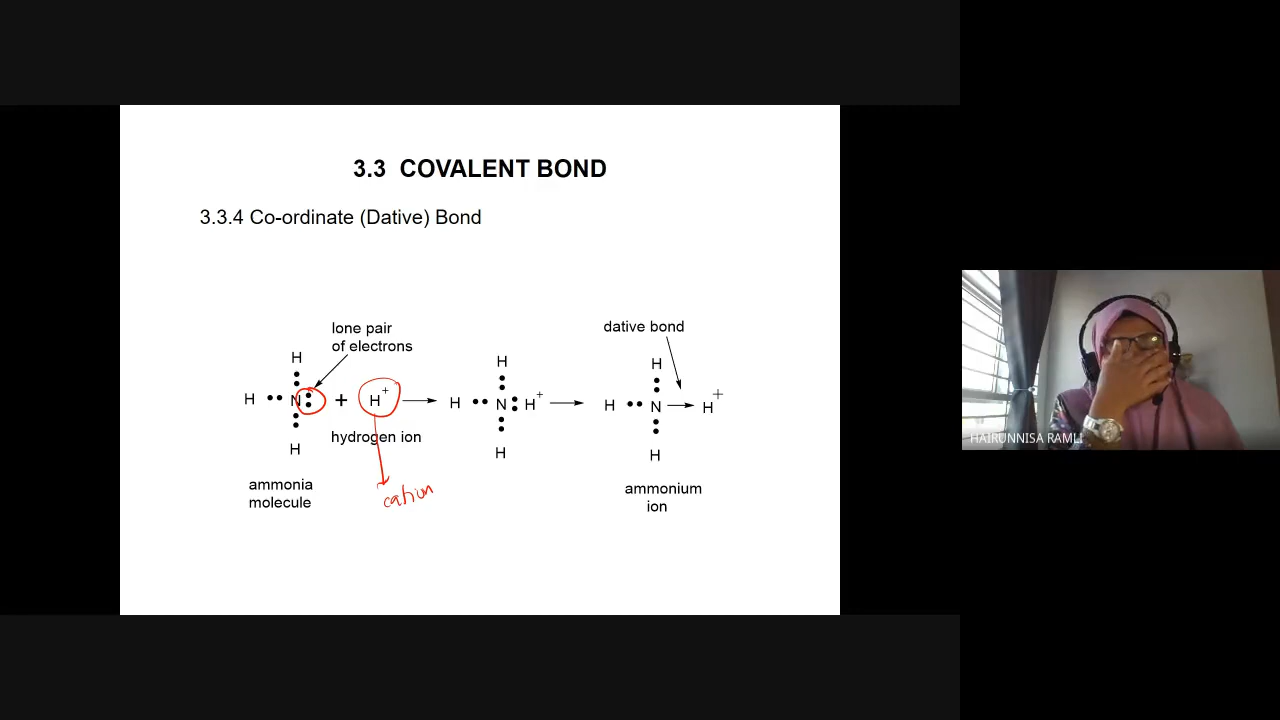 3.3 COVALENT BOND
3.3.4 Co-ordinate (Dative) Bond
lone pair
of electrons
dative bond
H
H
H
H •• N : + H+
H •• N : H+
H •• N H+
hydrogen ion
H
H
H
ammonia
molecule
cation
ammonium
ion
HAIRUNNISA RAMLI